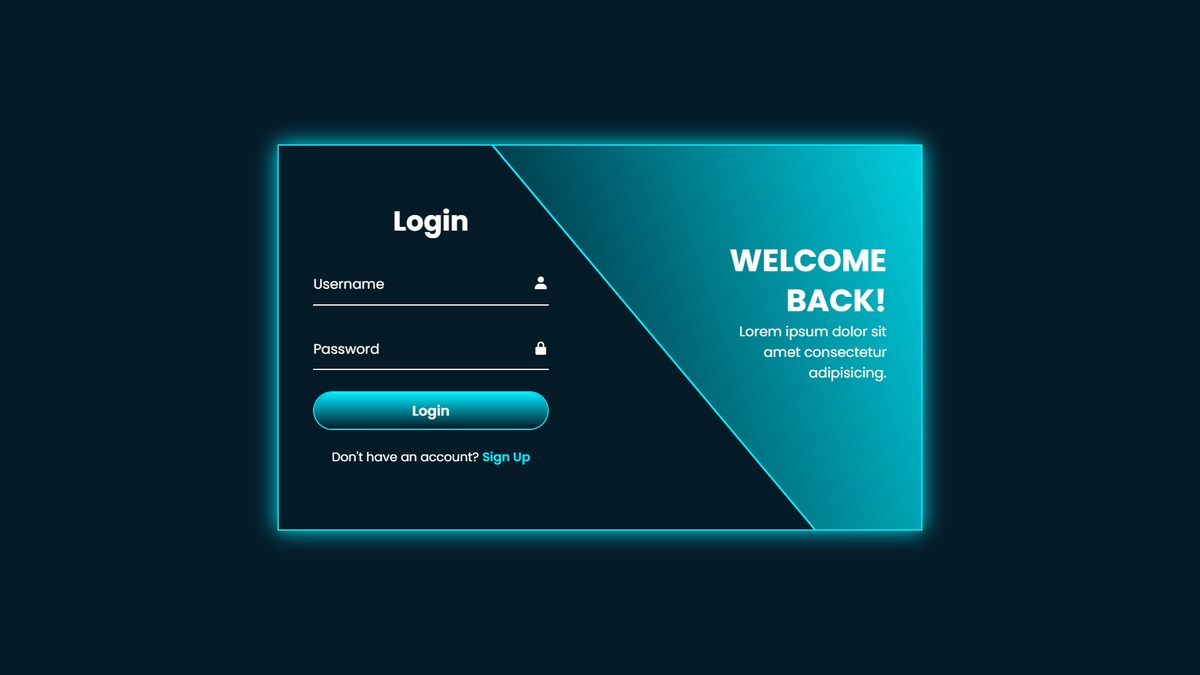 Login
Username
Password
Login
Don't have an account? Sign Up
WELCOME
BACK!
Lorem ipsum dolor sit
amet consectetur
adipisicing.